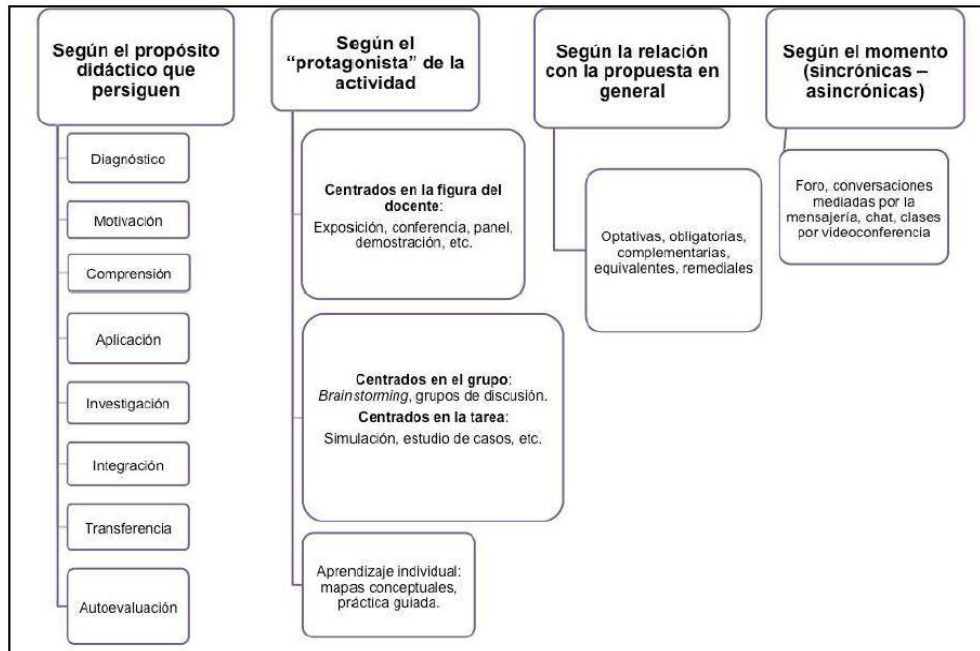 Según el propósito
didáctico que
persiguen
Diagnóstico
Motivación
Comprensión
Aplicación
Investigación
Integración
Transferencia
Autoevaluación
Según el
“protagonista” de la
actividad
Centrados en la figura del
docente:
Exposición, conferencia, panel,
demostración, etc.
Centrados en el grupo:
Brainstorming, grupos de discusión.
Centrados en la tarea:
Simulación, estudio de casos, etc.
Aprendizaje individual:
mapas conceptuales,
práctica guiada.
Según la relación
con la propuesta en
general
Optativas, obligatorias,
complementarias,
equivalentes, remediales
Según el momento
(sincrónicas –
asincrónicas)
Foro, conversaciones
mediadas por la
mensajería, chat, clases
por videoconferencia